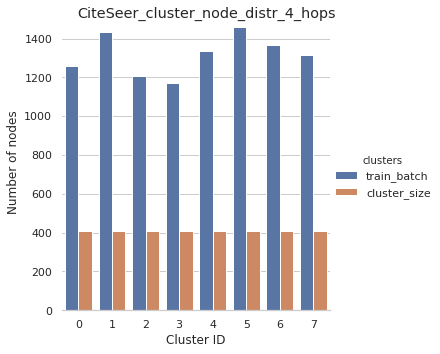 CiteSeer_cluster_node_distr_4_hops
1400
1200
1000
800
600
400
200
0
Number of nodes
0 1 2 3 4 5 6 7
Cluster ID
clusters
train_batch
cluster_size